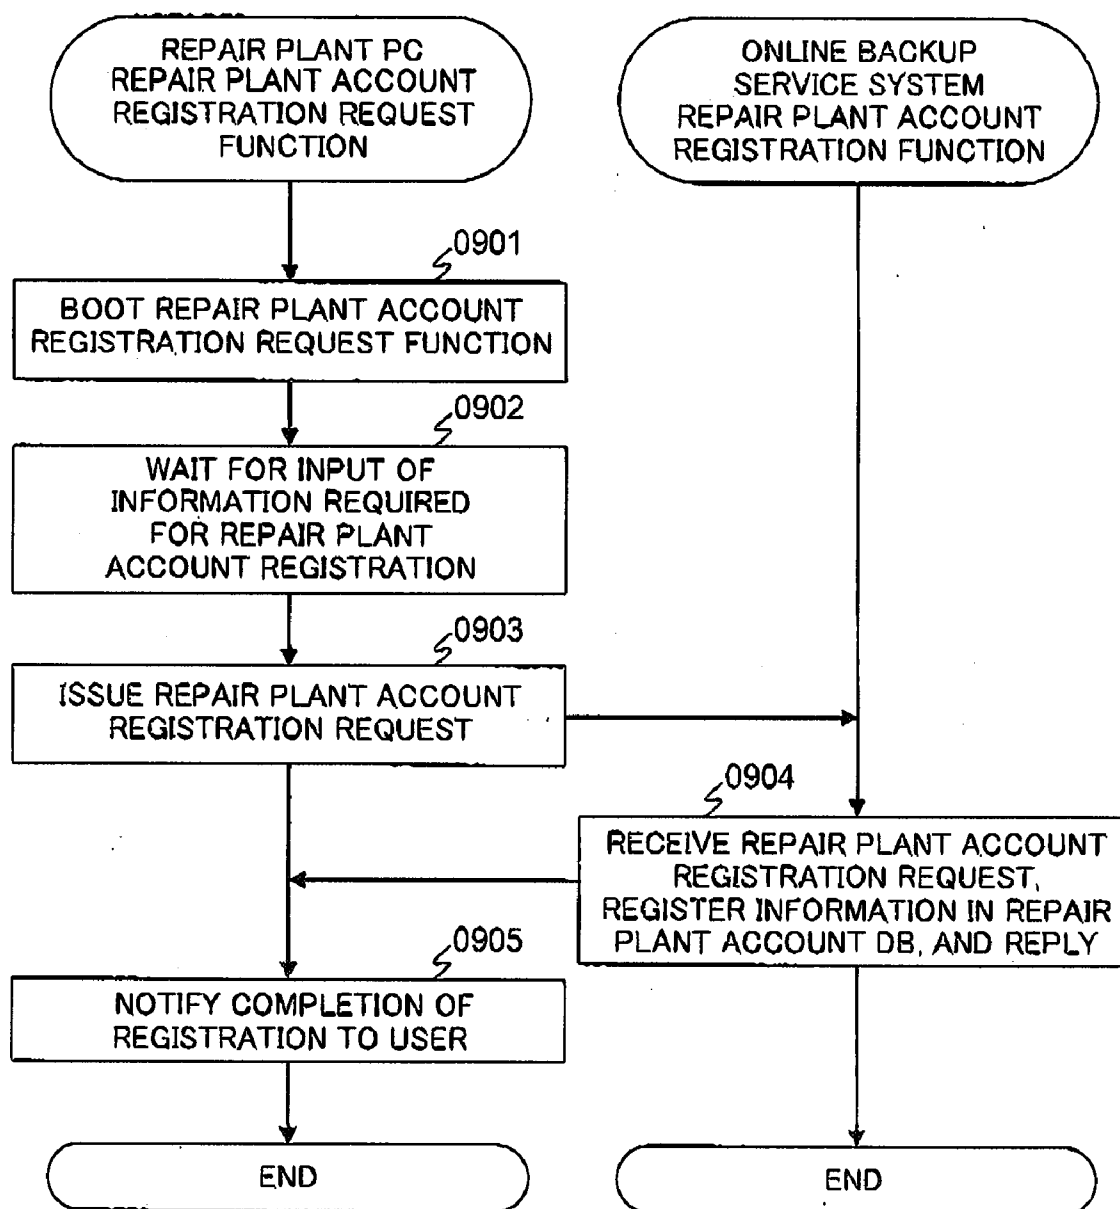 REPAIR PLANT PC
REPAIR PLANT ACCOUNT
REGISTRATION REQUEST
FUNCTION
ONLINE BACKUP
SERVICE SYSTEM
REPAIR PLANT ACCOUNT
REGISTRATION FUNCTION
0901
BOOT REPAIR PLANT ACCOUNT
REGISTRATION REQUEST FUNCTION
0902
WAIT FOR INPUT OF
INFORMATION REQUIRED
FOR REPAIR PLANT
ACCOUNT REGISTRATION
0903
ISSUE REPAIR PLANT ACCOUNT
REGISTRATION REQUEST
0904
RECEIVE REPAIR PLANT ACCOUNT
REGISTRATION REQUEST,
REGISTER INFORMATION IN REPAIR
PLANT ACCOUNT DB, AND REPLY
0905
NOTIFY COMPLETION OF
REGISTRATION TO USER
END
END